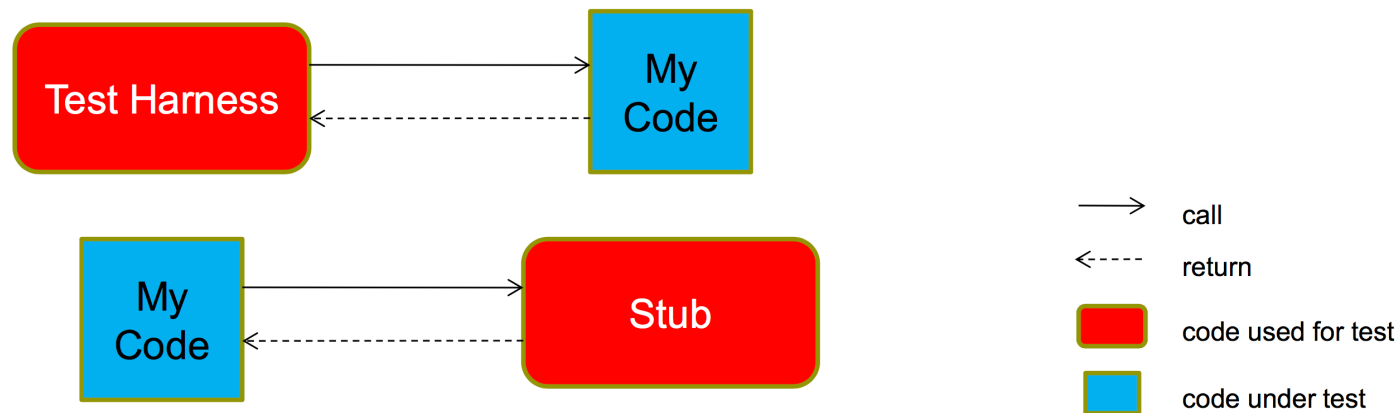 Test Harness
My
Code
My
Code
Stub
call
return
code used for test
code under test